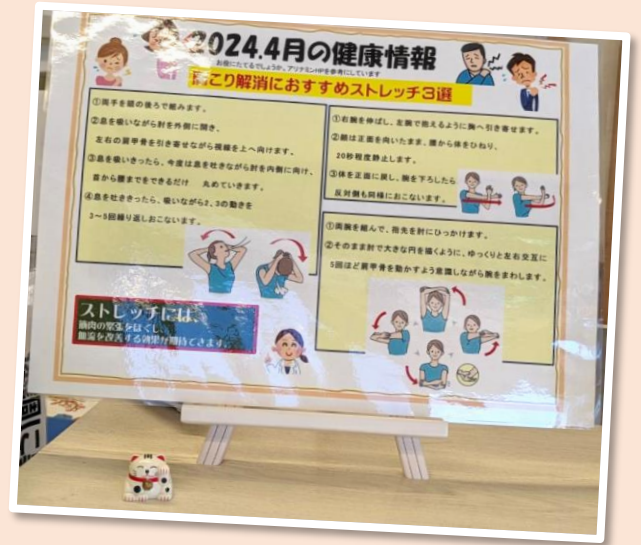 2024.4月の健康情報
お役にたてるでしょうか。アリナミンHPを参考にしています
肩こり解消におすすめストレッチ3選
①両手を頭の後ろで組みます。
②息を吸いながら肘を外側に開き、
左右の肩甲骨を引き寄せながら視線を上へ向けます。
③息を吸いきったら、今度は息を吐きながら肘を内側に向け、
首から腰までをできるだけ 丸めていきます。
④息を吐ききったら、吸いながら2、3の動きを
3～5回繰り返しおこないます。
①右腕を伸ばし、左腕で抱えるように胸へ引き寄せます。
②顔は正面を向いたまま、腰から体をひねり、
20秒程度静止します。
③体を正面に戻し、腕を下ろしたら
反対側も同様におこないます。
①両腕を組んで、指先を肘にひっかけます。
②そのまま肘で大きな円を描くように、ゆっくりと左右交互に
5回ほど肩甲骨を動かすよう意識しながら腕をまわします。
ストレッチには、
筋肉の緊張をほぐし、
血流を改善する効果が期待できます。